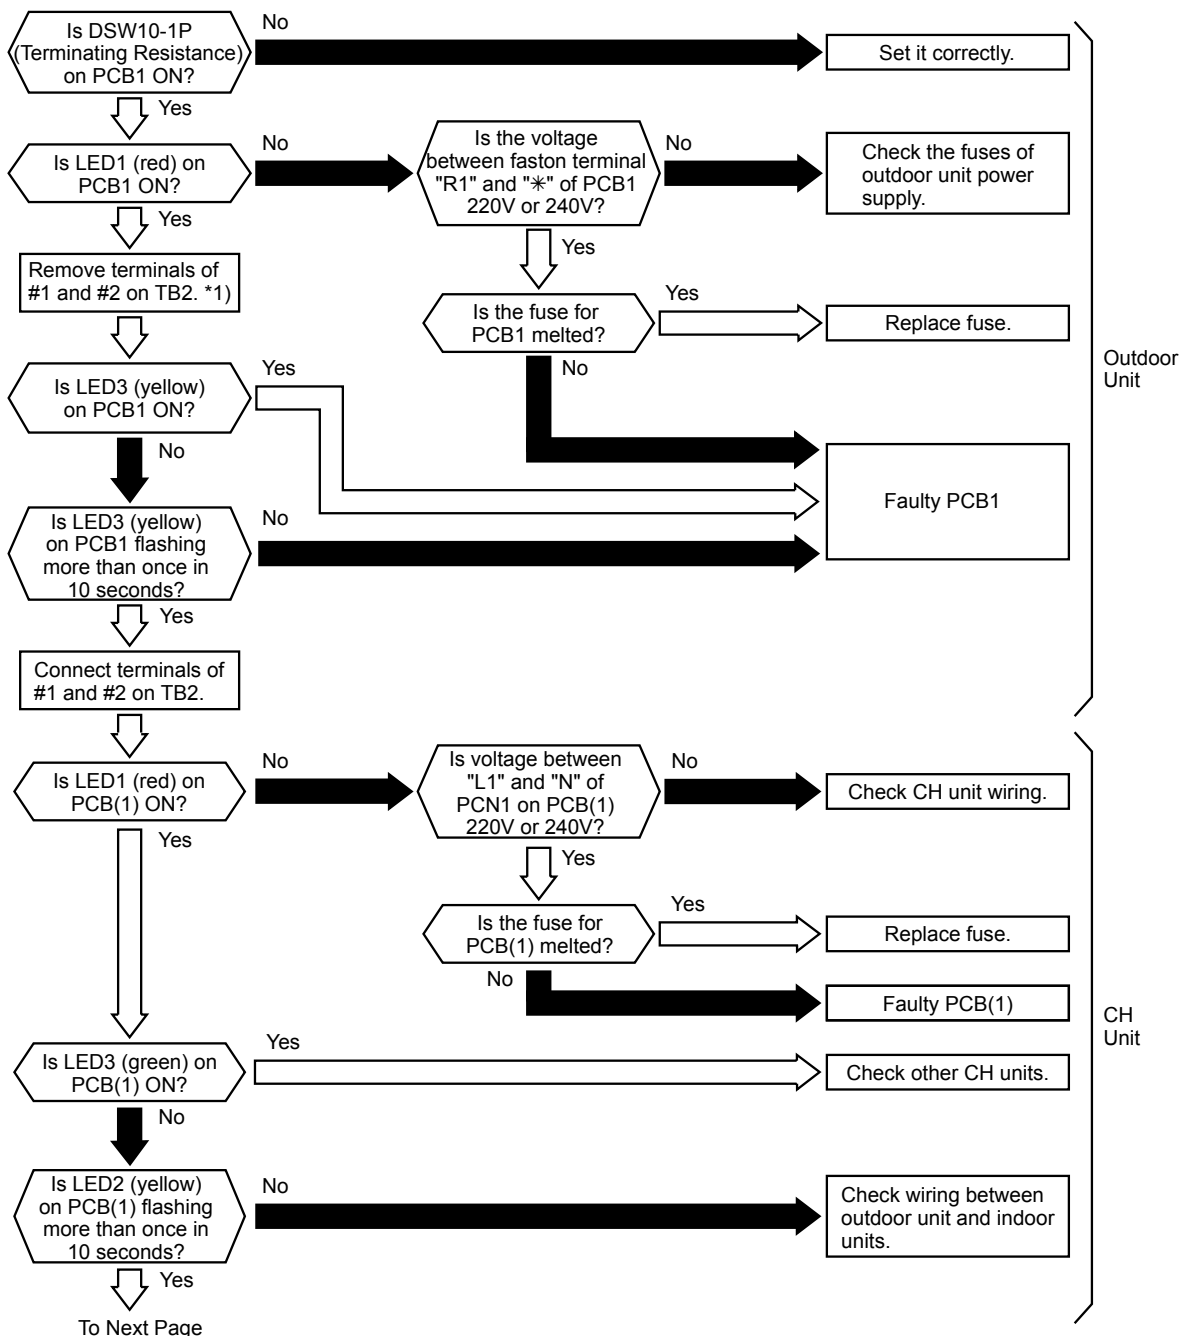 Is DSW10-1P
(Terminating Resistance)
on PCB1 ON?
No
Set it correctly.
Yes
Is LED1 (red) on
PCB1 ON?
No
Is the voltage
between faston terminal
"R1" and "✳" of PCB1
220V or 240V?
No
Check the fuses of
outdoor unit power
supply.
Yes
Yes
Remove terminals of
#1 and #2 on TB2. *1)
Is the fuse for
PCB1 melted?
Yes
Replace fuse.
No
Is LED3 (yellow)
on PCB1 ON?
Yes
No
Faulty PCB1
Is LED3 (yellow)
on PCB1 flashing
more than once in
10 seconds?
No
Yes
Connect terminals of
#1 and #2 on TB2.
Outdoor
Unit
Is LED1 (red) on
PCB(1) ON?
No
Is voltage between
"L1" and "N" of
PCN1 on PCB(1)
220V or 240V?
No
Check CH unit wiring.
Yes
Yes
Is the fuse for
PCB(1) melted?
Yes
Replace fuse.
No
Faulty PCB(1)
Is LED3 (green) on
PCB(1) ON?
Yes
Check other CH units.
No
Is LED2 (yellow)
on PCB(1) flashing
more than once in
10 seconds?
No
Check wiring between
outdoor unit and indoor
units.
Yes
To Next Page
CH
Unit